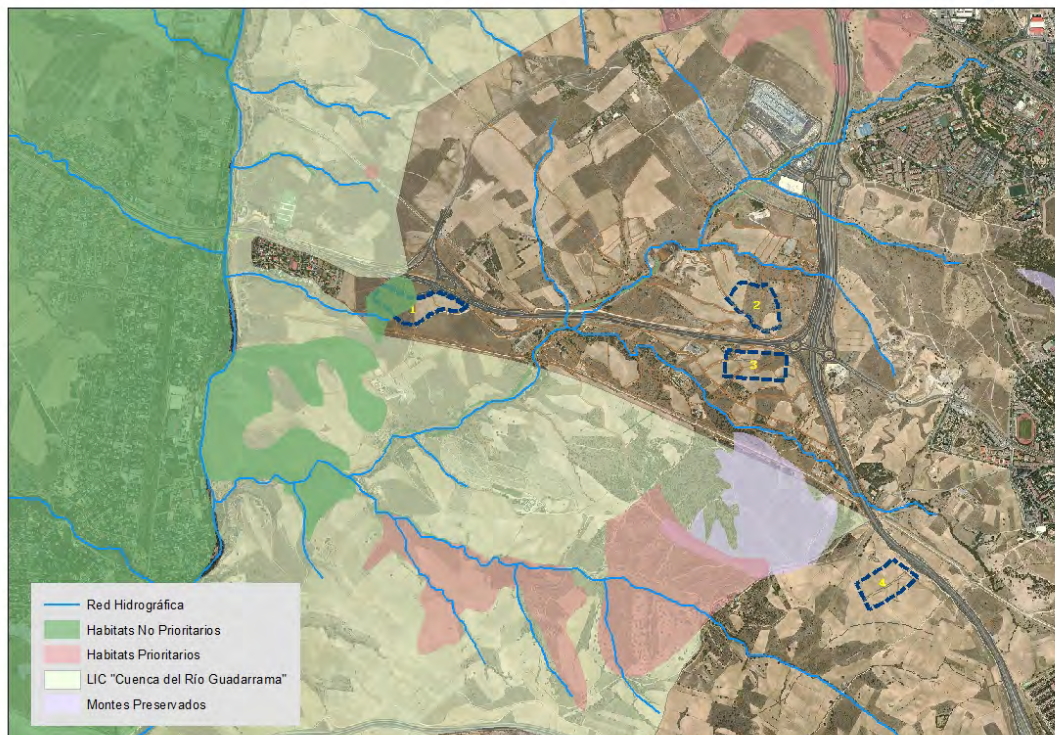 1
2
3
4
Red Hidrográfica
Habitats No Prioritarios
Habitats Prioritarios
LIC "Cuenca del Río Guadarrama"
Montes Preservados